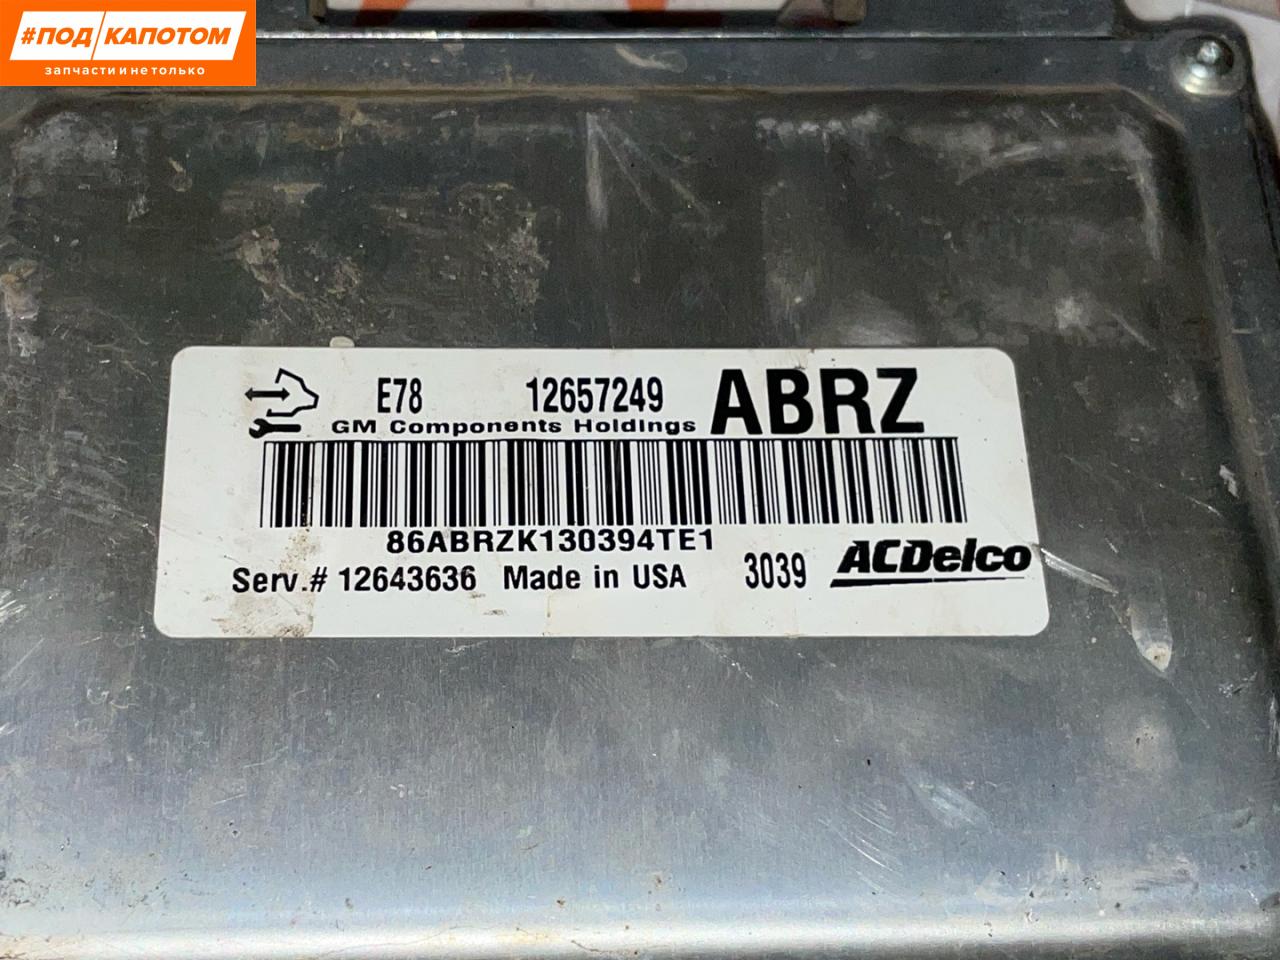 #ПОД КАПОТОМ
запчасти и не только
E78 12657249 ABRZ
GM Components Holdings
86ABRZK130394TE1
Serv.# 12643636 Made in USA 3039 ACDelco